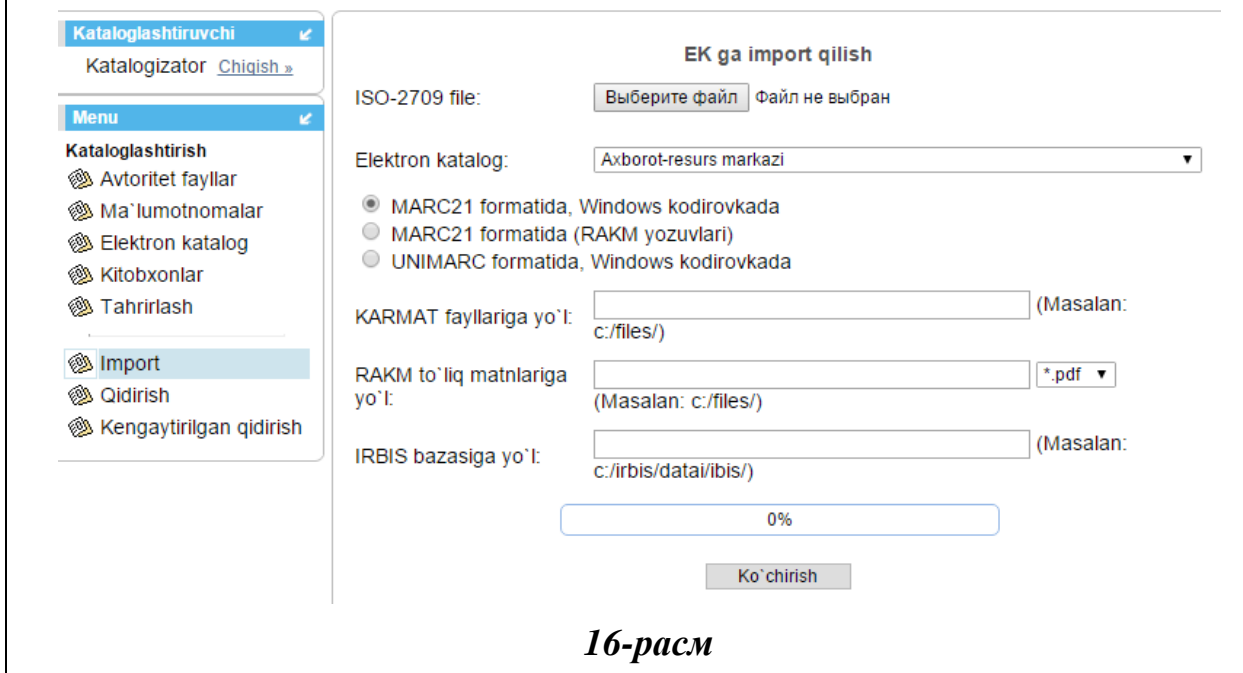 Kataloglashtiruvchi
Katalogizator Chiqish »
Menu
Kataloglashtirish
Avtoritet fayllar
Ma`lumotnomalar
Elektron katalog
Kitobxonlar
Tahrirlash
Import
Qidirish
Kengaytirilgan qidirish
EK ga import qilish
ISO-2709 file: Выберите файл Файл не выбран
Elektron katalog: Axborot-resurs markazi
MARC21 formatida, Windows kodirovkada
MARC21 formatida (RAKM yozuvlari)
UNIMARC formatida, Windows kodirovkada
KARMAT fayllariga yo`l: (Masalan:
c:/files/)
RAKM to`liq matnlariga
yo`l:
*.pdf
(Masalan: c:/files/)
IRBIS bazasiga yo`l: (Masalan:
c:/irbis/datai/ibis/)
0%
Ko`chirish
16-расм